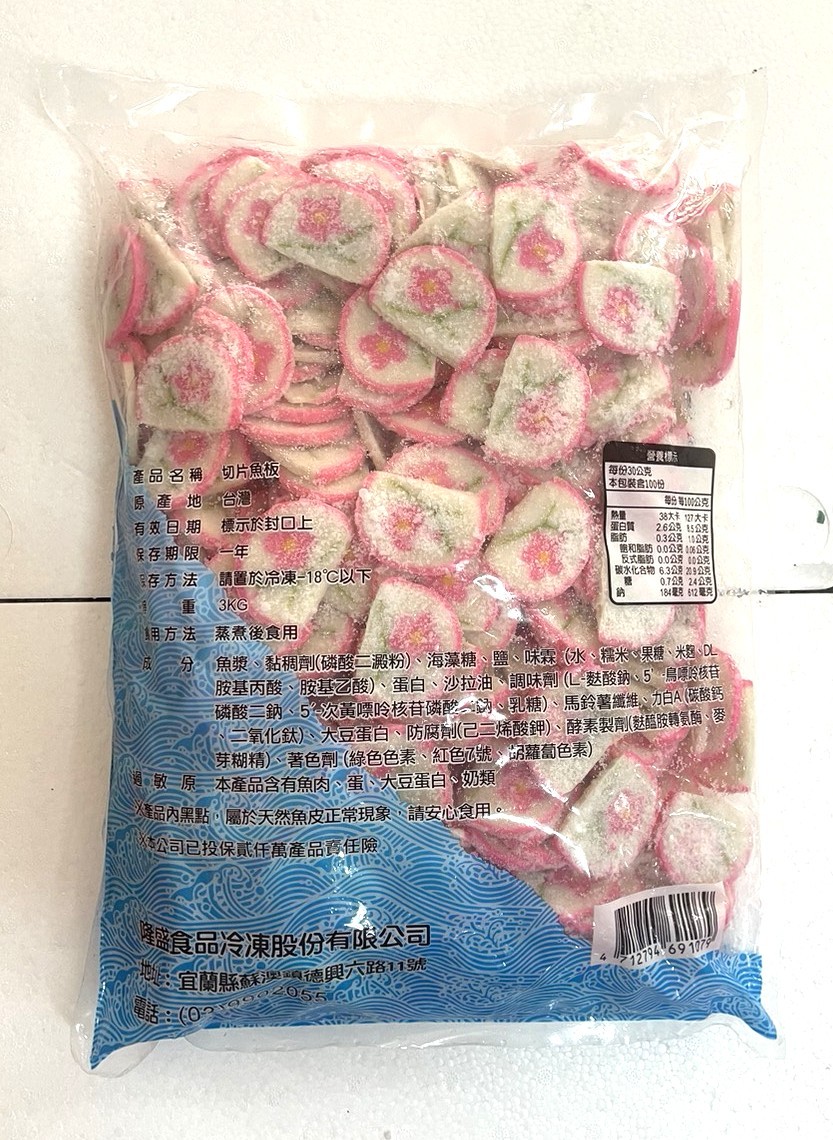 產品名稱 切片魚板
原產地 台灣
有效日期 標示於封口上
保存期限 一年
保存方法 請置於冷凍-18℃以下
重 3KG
用方法 蒸煮後食用
成分 魚漿、黏稠劑(磷酸二澱粉)、海藻糖、鹽、味霖 (水、糯米、果糖、米麴、DL
胺基丙酸、胺基乙酸)、蛋白、沙拉油、調味劑 (L-麩酸鈉、5'-鳥嘌呤核苷
磷酸二鈉、5'-次黃嘌呤核苷磷酸二鈉、乳糖)、馬鈴薯纖維、力白A (碳酸鈣
、二氧化鈦)、大豆蛋白、防腐劑(己二烯酸鉀)、酵素製劑(麩醯胺轉氨酶、麥
芽糊精)、著色劑 (綠色色素、紅色7號、胡蘿蔔色素)
過敏原 本產品含有魚肉、蛋、大豆蛋白、奶類
※產品內黑點，屬於天然魚皮正常現象，請安心食用。
※本公司已投保貳仟萬產品責任險
隆盛食品冷凍股份有限公司
地址：宜蘭縣蘇澳鎮德興六路11號
電話：
營養標示
每份30公克
本包裝含100份
每份 每100公克
熱量 38大卡 127大卡
蛋白質 2.6公克 8.5公克
脂肪 0.3公克 1.0公克
飽和脂肪 0.0公克 0.06公克
反式脂肪 0.0公克 0.0公克
碳水化合物 6.3公克 20.9公克
糖 0.7公克 2.4公克
鈉 184毫克 612毫克
4 712794 691079